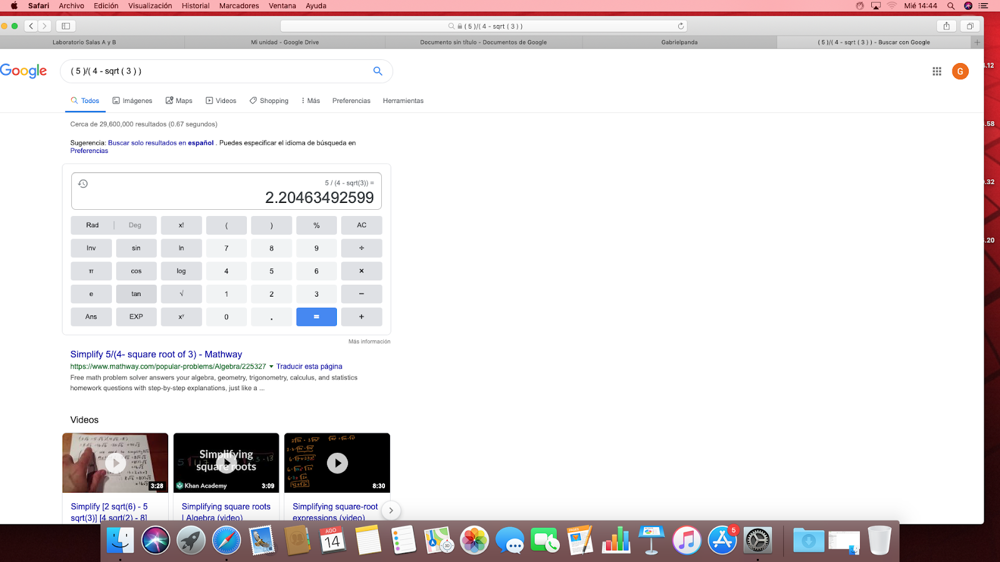 Safari Archivo Edición Visualización Historial Marcadores Ventana Ayuda Mié 14:44
( 5 )/( 4 - sqrt ( 3 ) )
Laboratorio Salas A y B Mi unidad - Google Drive Documento sin título - Documentos de Google Gabrielpanda ( 5 )/( 4 - sqrt ( 3 ) ) - Buscar con Google
Google ( 5 )/( 4 - sqrt ( 3 ) ) G
Todos Imágenes Maps Videos Shopping Más Preferencias Herramientas
Cerca de 29,600,000 resultados (0.67 segundos)
Sugerencia: Buscar solo resultados en español . Puedes especificar el idioma de búsqueda en
Preferencias
5 / (4 - sqrt(3)) =
2.20463492599
Rad | Deg x! ( ) % AC
Inv sin ln 7 8 9 ÷
π cos log 4 5 6 ×
e tan √ 1 2 3 −
Ans EXP xʸ 0 . = +
Más información
Simplify 5/(4- square root of 3) - Mathway
https://www.mathway.com/popular-problems/Algebra/225327 Traducir esta página
Free math problem solver answers your algebra, geometry, trigonometry, calculus, and statistics
homework questions with step-by-step explanations, just like a ...
Videos
Simplifying
square roots
Khan Academy
3:28 3:09 8:30
Simplify [2 sqrt(6) - 5
sqrt(3)] [4 sqrt(2) - 8]
Simplifying square roots
| Algebra (video)
Simplifying square-root
expressions (video)
AGO
14
3D
PAGES
5
.12
.58
.32
.20